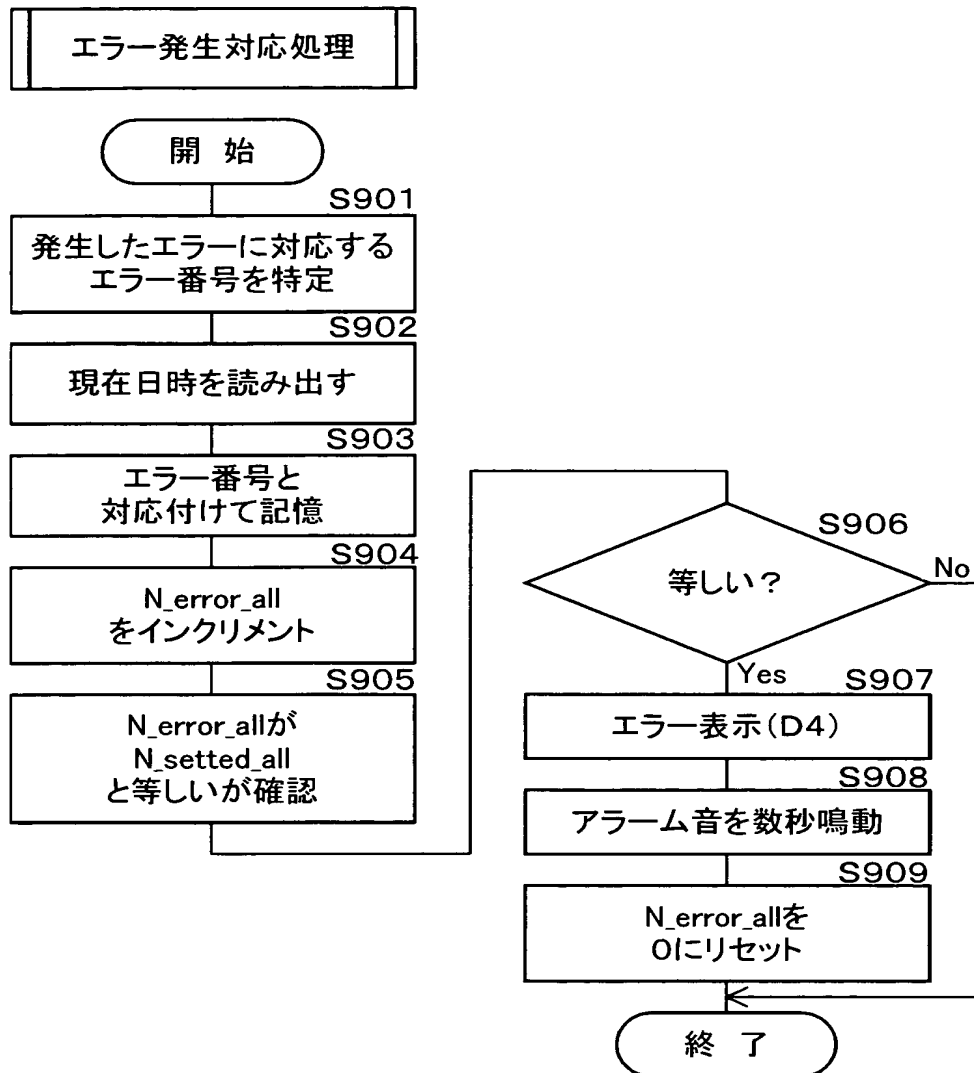 エラー発生対応処理
開 始
S901
発生したエラーに対応する
エラー番号を特定
S902
現在日時を読み出す
S903
エラー番号と
対応付けて記憶
S904
N_error_all
をインクリメント
S905
N_error_allが
N_setted_all
と等しいが確認
S906
等しい?
No
Yes
S907
エラー表示(D4)
S908
アラーム音を数秒鳴動
S909
N_error_allを
0にリセット
終 了